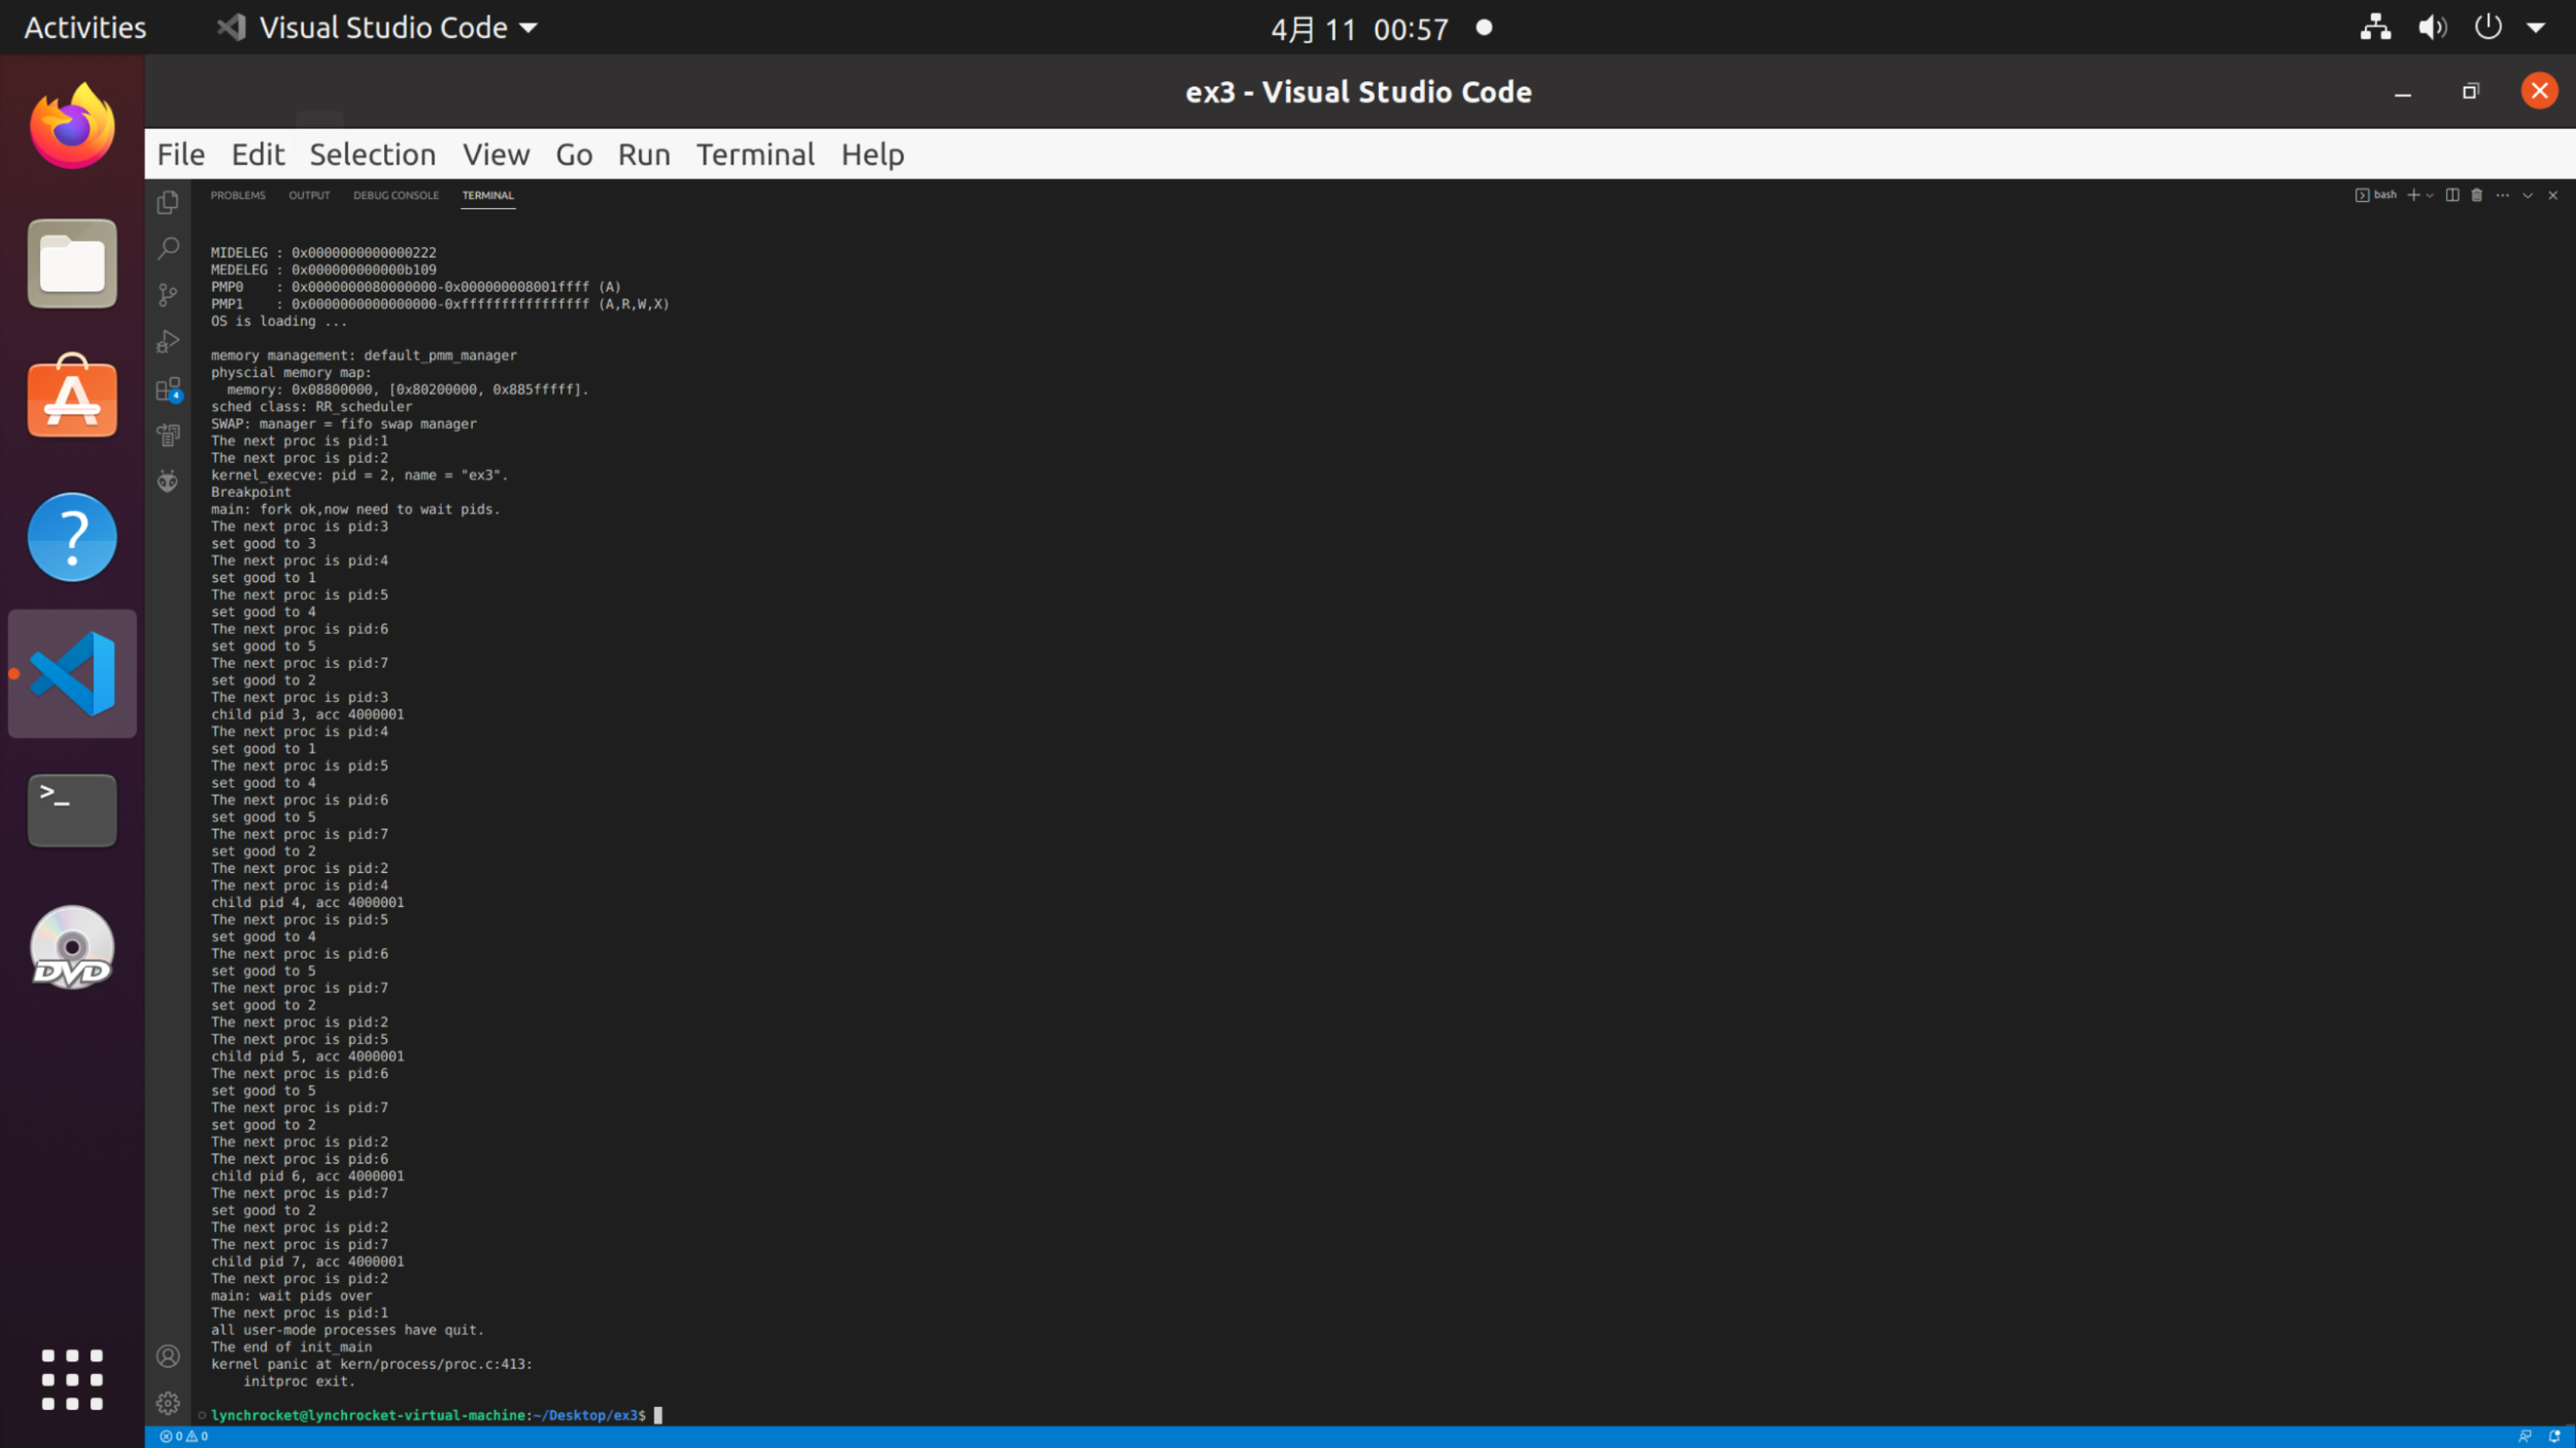 Activities
Visual Studio Code
4月 11 00:57
ex3 - Visual Studio Code
File Edit Selection View Go Run Terminal Help
PROBLEMS OUTPUT DEBUG CONSOLE TERMINAL
bash
MIDELEG : 0x0000000000000222
MEDELEG : 0x000000000000b109
PMP0    : 0x0000000080000000-0x000000008001ffff (A)
PMP1    : 0x0000000000000000-0xffffffffffffffff (A,R,W,X)
OS is loading ...
memory management: default_pmm_manager
physcial memory map:
  memory: 0x08800000, [0x80200000, 0x885fffff].
sched class: RR_scheduler
SWAP: manager = fifo swap manager
The next proc is pid:1
The next proc is pid:2
kernel_execve: pid = 2, name = "ex3".
Breakpoint
main: fork ok,now need to wait pids.
The next proc is pid:3
set good to 3
The next proc is pid:4
set good to 1
The next proc is pid:5
set good to 4
The next proc is pid:6
set good to 5
The next proc is pid:7
set good to 2
The next proc is pid:3
child pid 3, acc 4000001
The next proc is pid:4
set good to 1
The next proc is pid:5
set good to 4
The next proc is pid:6
set good to 5
The next proc is pid:7
set good to 2
The next proc is pid:2
The next proc is pid:4
child pid 4, acc 4000001
The next proc is pid:5
set good to 4
The next proc is pid:6
set good to 5
The next proc is pid:7
set good to 2
The next proc is pid:2
The next proc is pid:5
child pid 5, acc 4000001
The next proc is pid:6
set good to 5
The next proc is pid:7
set good to 2
The next proc is pid:2
The next proc is pid:6
child pid 6, acc 4000001
The next proc is pid:7
set good to 2
The next proc is pid:2
The next proc is pid:7
child pid 7, acc 4000001
The next proc is pid:2
main: wait pids over
The next proc is pid:1
all user-mode processes have quit.
The end of init_main
kernel panic at kern/process/proc.c:413:
    initproc exit.
lynchrocket@lynchrocket-virtual-machine:~/Desktop/ex3$
4
DVD
0 0